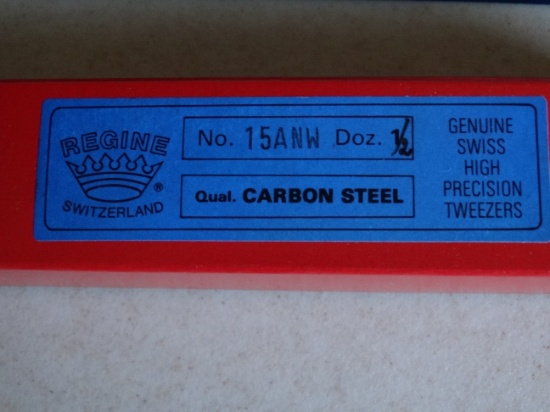 REGINE
®
SWITZERLAND
No. 15ANW Doz. 1/2
Qual. CARBON STEEL
GENUINE
SWISS
HIGH
PRECISION
TWEEZERS